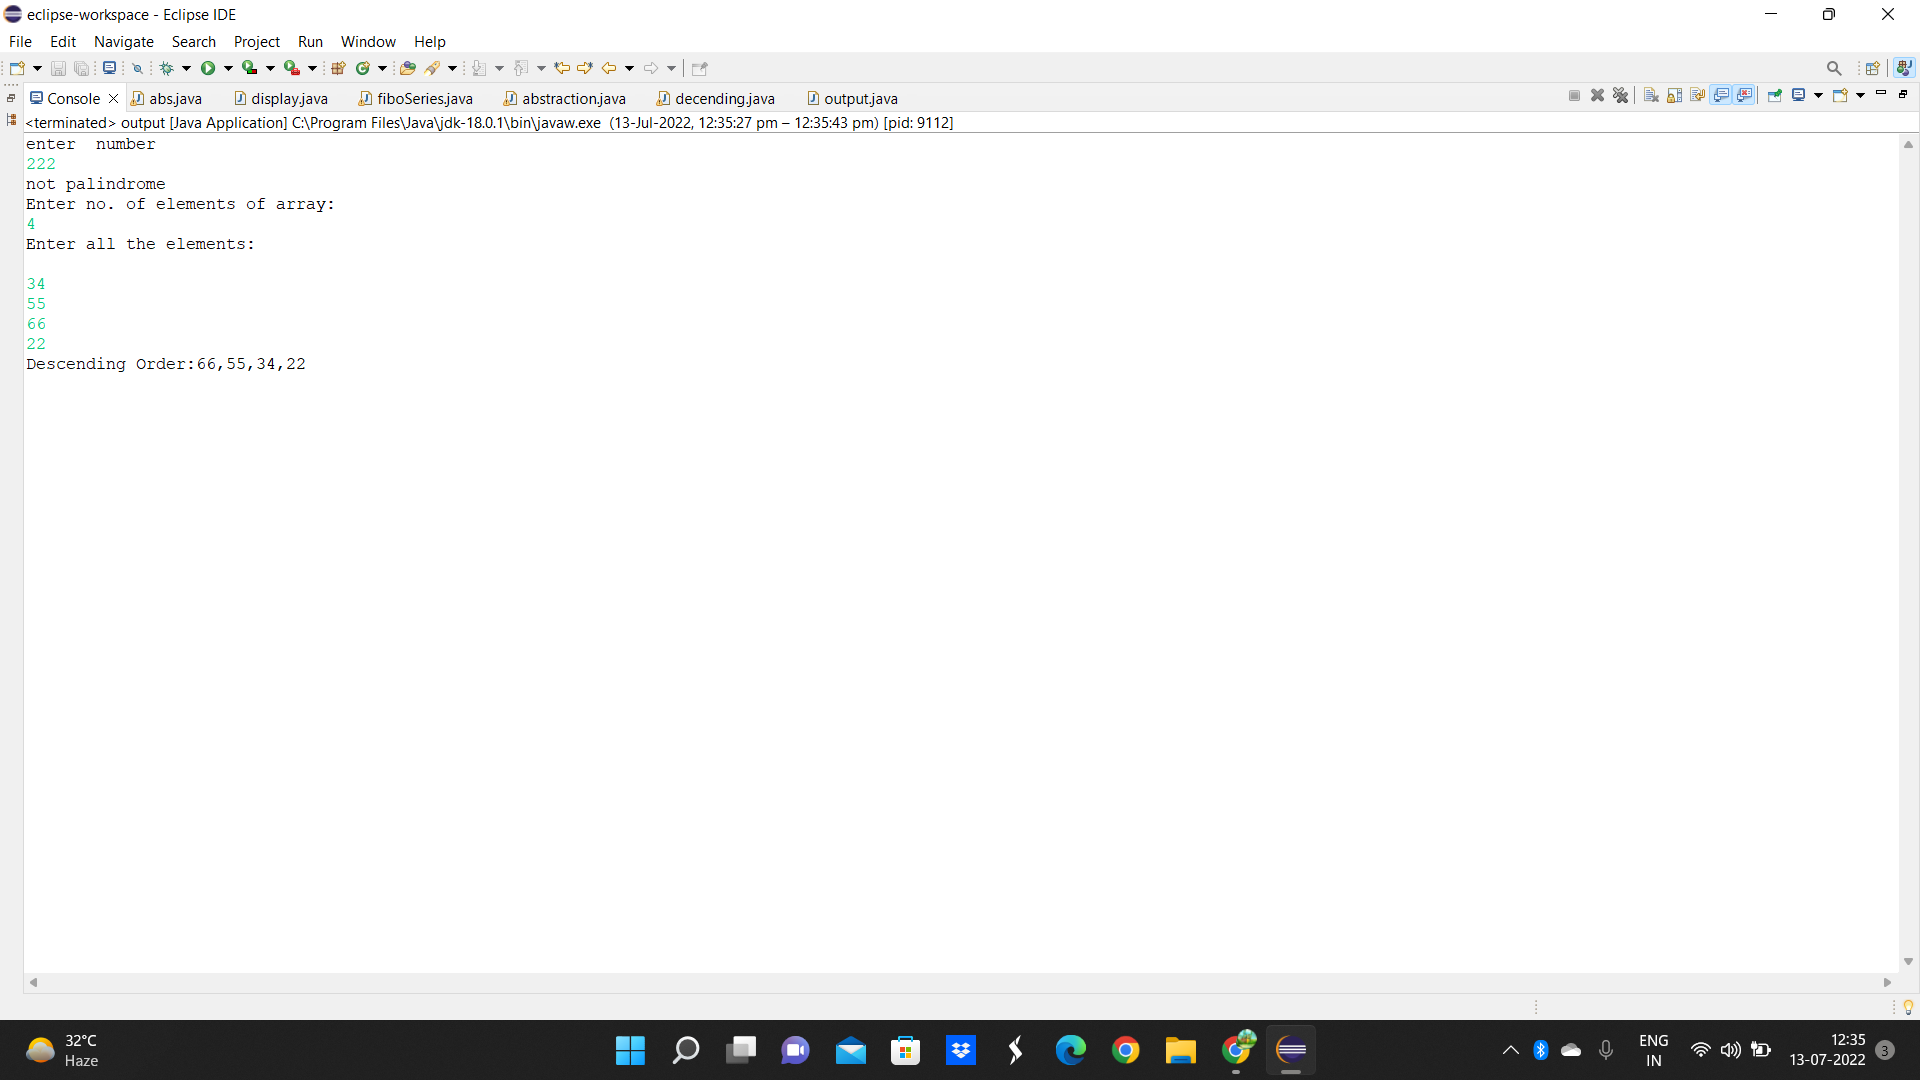 eclipse-workspace - Eclipse IDE
File Edit Navigate Search Project Run Window Help
Console abs.java display.java fiboSeries.java abstraction.java decending.java output.java
<terminated> output [Java Application] C:\Program Files\Java\jdk-18.0.1\bin\javaw.exe (13-Jul-2022, 12:35:27 pm – 12:35:43 pm) [pid: 9112]
enter  number
222
not palindrome
Enter no. of elements of array:
4
Enter all the elements:
34
55
66
22
Descending Order:66,55,34,22
32°C
Haze
ENG
IN
12:35
13-07-2022
3